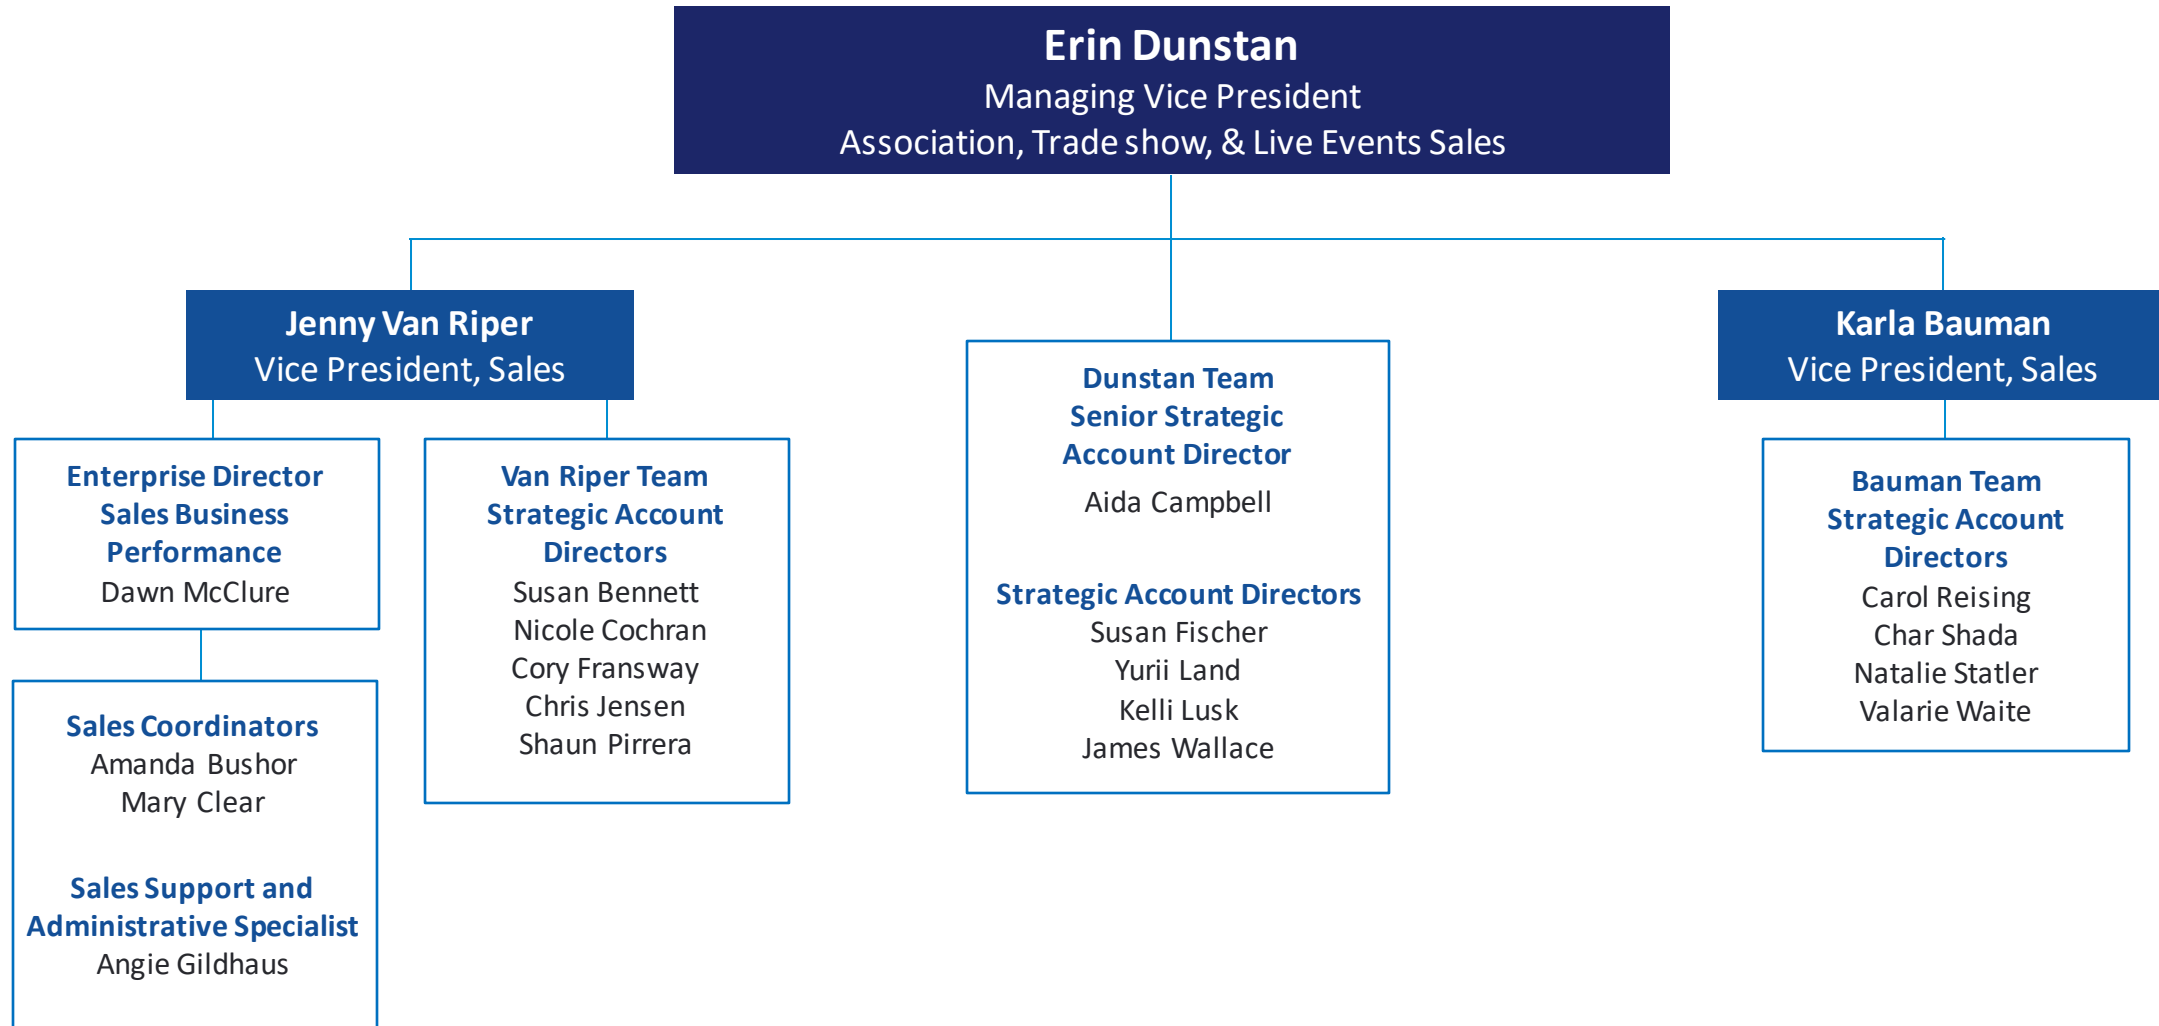 Erin Dunstan
Managing Vice President
Association, Trade show, & Live Events Sales
Jenny Van Riper
Vice President, Sales
Karla Bauman
Vice President, Sales
Enterprise Director
Sales Business
Performance
Dawn McClure
Sales Coordinators
Amanda Bushor
Mary Clear
Sales Support and
Administrative Specialist
Angie Gildhaus
Van Riper Team
Strategic Account
Directors
Susan Bennett
Nicole Cochran
Cory Fransway
Chris Jensen
Shaun Pirrera
Dunstan Team
Senior Strategic
Account Director
Aida Campbell
Strategic Account Directors
Susan Fischer
Yurii Land
Kelli Lusk
James Wallace
Bauman Team
Strategic Account
Directors
Carol Reising
Char Shada
Natalie Statler
Valarie Waite